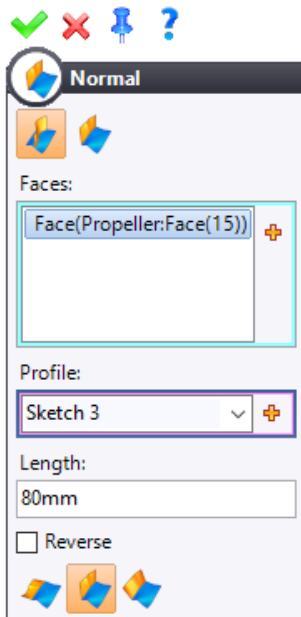 Normal
Faces:
Face(Propeller:Face(15))
Profile:
Sketch 3
Length:
80mm
Reverse